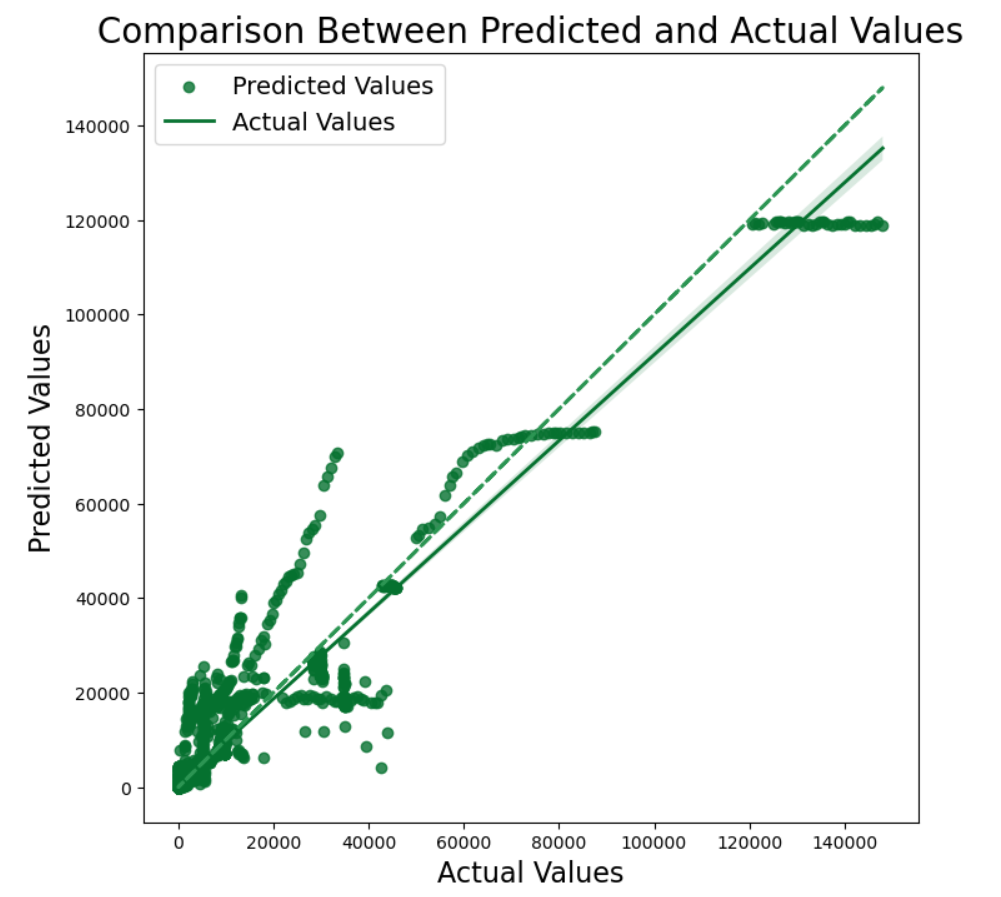 Comparison Between Predicted and Actual Values
Predicted Values
Actual Values
140000
120000
100000
80000
60000
40000
20000
0
Predicted Values
0 20000 40000 60000 80000 100000 120000 140000
Actual Values